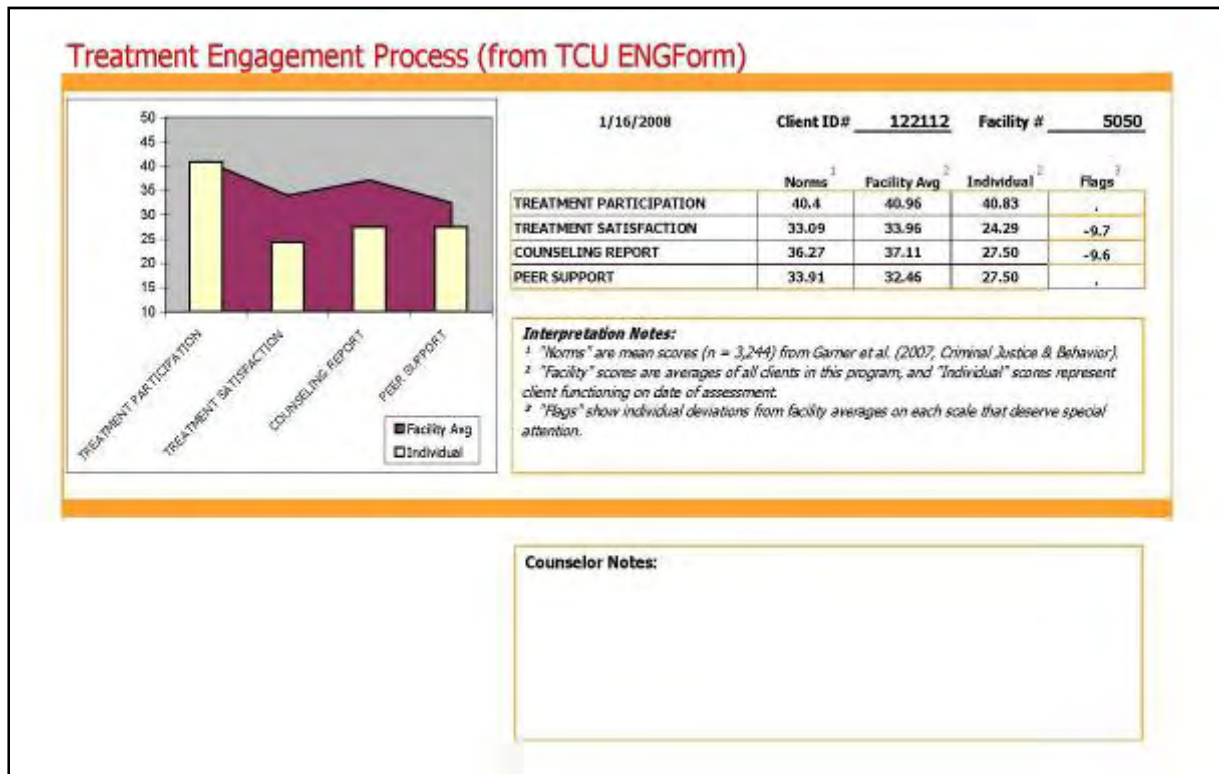 Treatment Engagement Process (from TCU ENGForm)
50
45
40
35
30
25
20
15
10
TREATMENT PARTICIPATION
TREATMENT SATISFACTION
COUNSELING REPORT
PEER SUPPORT
Facility Avg
Individual
1/16/2008 Client ID# 122112 Facility # 5050
Norms 1 Facility Avg 2 Individual 2 Flags 3
TREATMENT PARTICIPATION 40.4 40.96 40.83 .
TREATMENT SATISFACTION 33.09 33.96 24.29 -9.7
COUNSELING REPORT 36.27 37.11 27.50 -9.6
PEER SUPPORT 33.91 32.46 27.50 .
Interpretation Notes:
1 "Norms" are mean scores (n = 3,244) from Garner et al. (2007, Criminal Justice & Behavior).
2 "Facility" scores are averages of all clients in this program, and "Individual" scores represent
client functioning on date of assessment.
3 "Flags" show individual deviations from facility averages on each scale that deserve special
attention.
Counselor Notes: